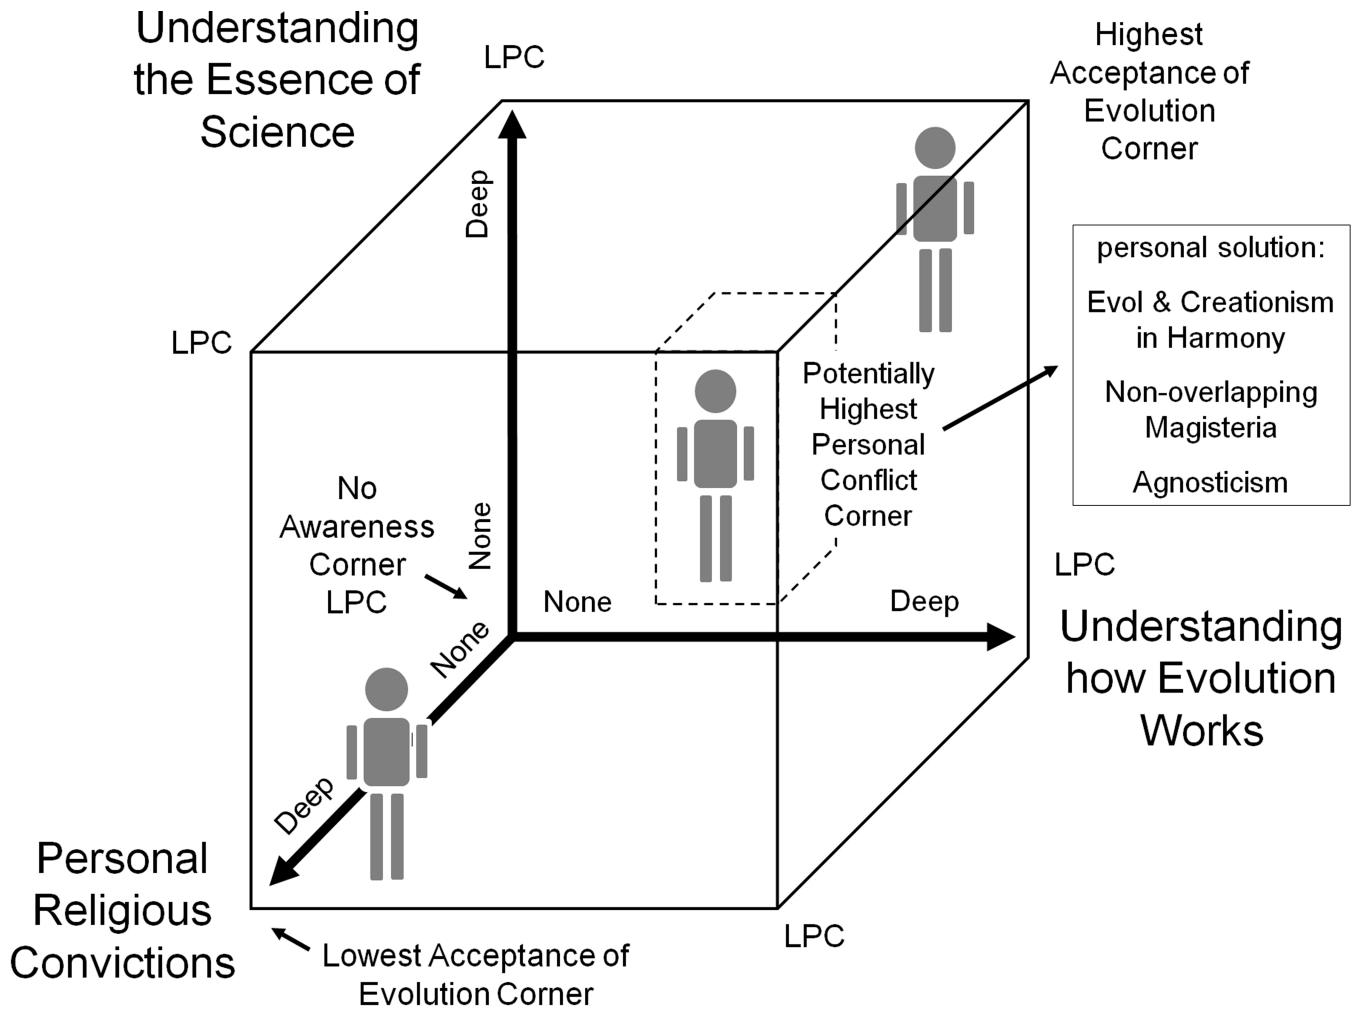 Understanding
the Essence of
Science
LPC
Highest
Acceptance of
Evolution
Corner
Deep
personal solution:
Evol & Creationism
in Harmony
Non-overlapping
Magisteria
Agnosticism
LPC
Potentially
Highest
Personal
Conflict
Corner
No
Awareness
Corner
LPC
None
None
Deep
LPC
Understanding
how Evolution
Works
None
Deep
Personal
Religious
Convictions
LPC
Lowest Acceptance of
Evolution Corner